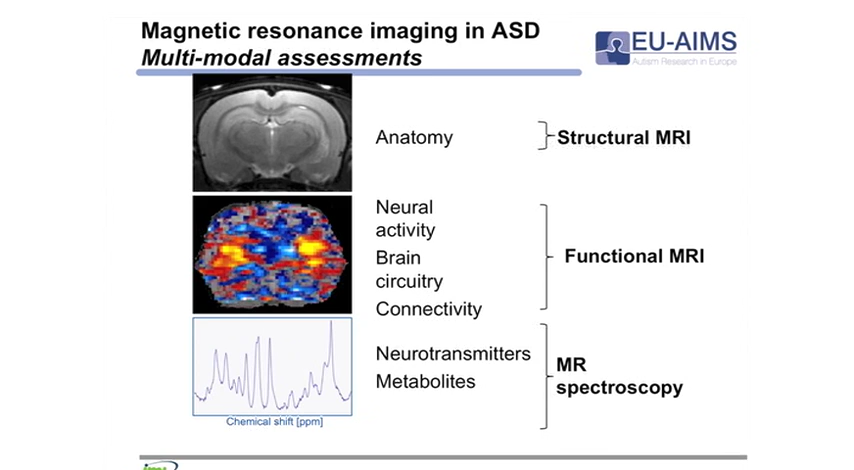 Magnetic resonance imaging in ASD
Multi-modal assessments
EU-AIMS
Autism Research in Europe
Anatomy
Structural MRI
Neural
activity
Brain
circuitry
Connectivity
Functional MRI
Neurotransmitters
Metabolites
MR
spectroscopy
Chemical shift [ppm]